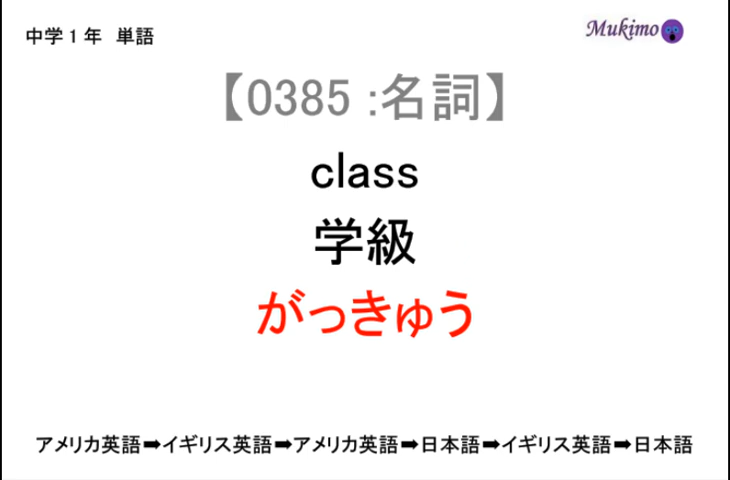 中学1年 単語
Mukimo
【0385 :名詞】
class
学級
がっきゅう
アメリカ英語➡イギリス英語➡アメリカ英語➡日本語➡イギリス英語➡日本語